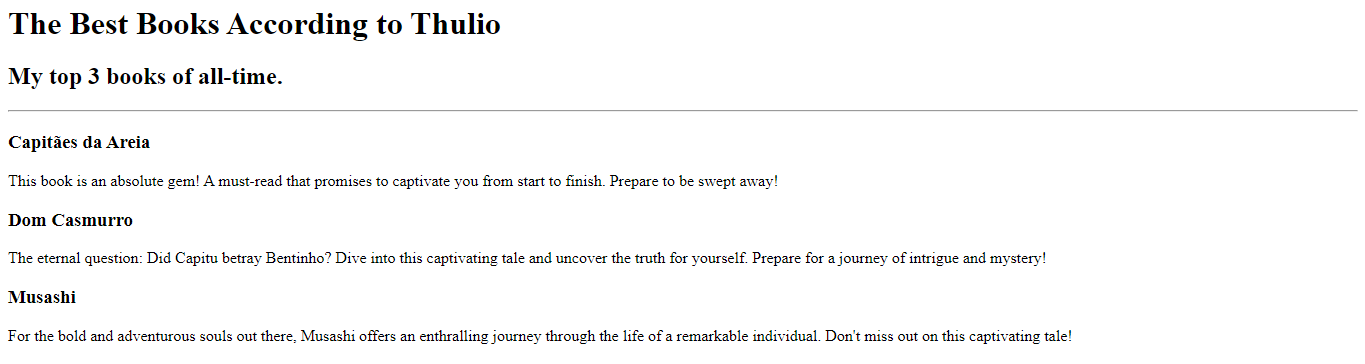 The Best Books According to Thulio
My top 3 books of all-time.
Capitães da Areia
This book is an absolute gem! A must-read that promises to captivate you from start to finish. Prepare to be swept away!
Dom Casmurro
The eternal question: Did Capitu betray Bentinho? Dive into this captivating tale and uncover the truth for yourself. Prepare for a journey of intrigue and mystery!
Musashi
For the bold and adventurous souls out there, Musashi offers an enthralling journey through the life of a remarkable individual. Don't miss out on this captivating tale!